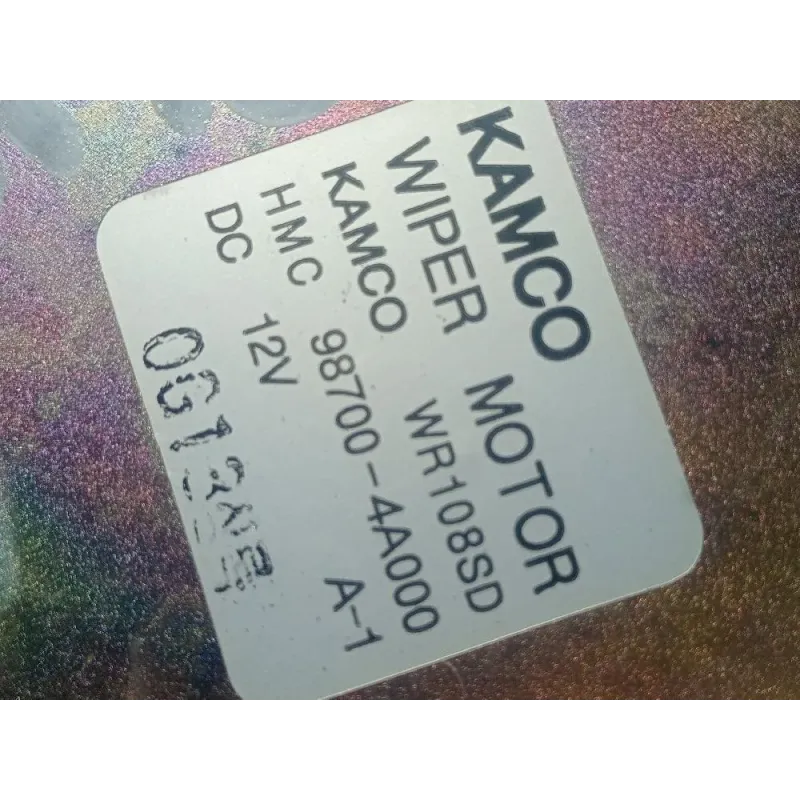 KAMCO
WIPER MOTOR
KAMCO WR108SD
HMC 98700-4A000
DC 12V A-1